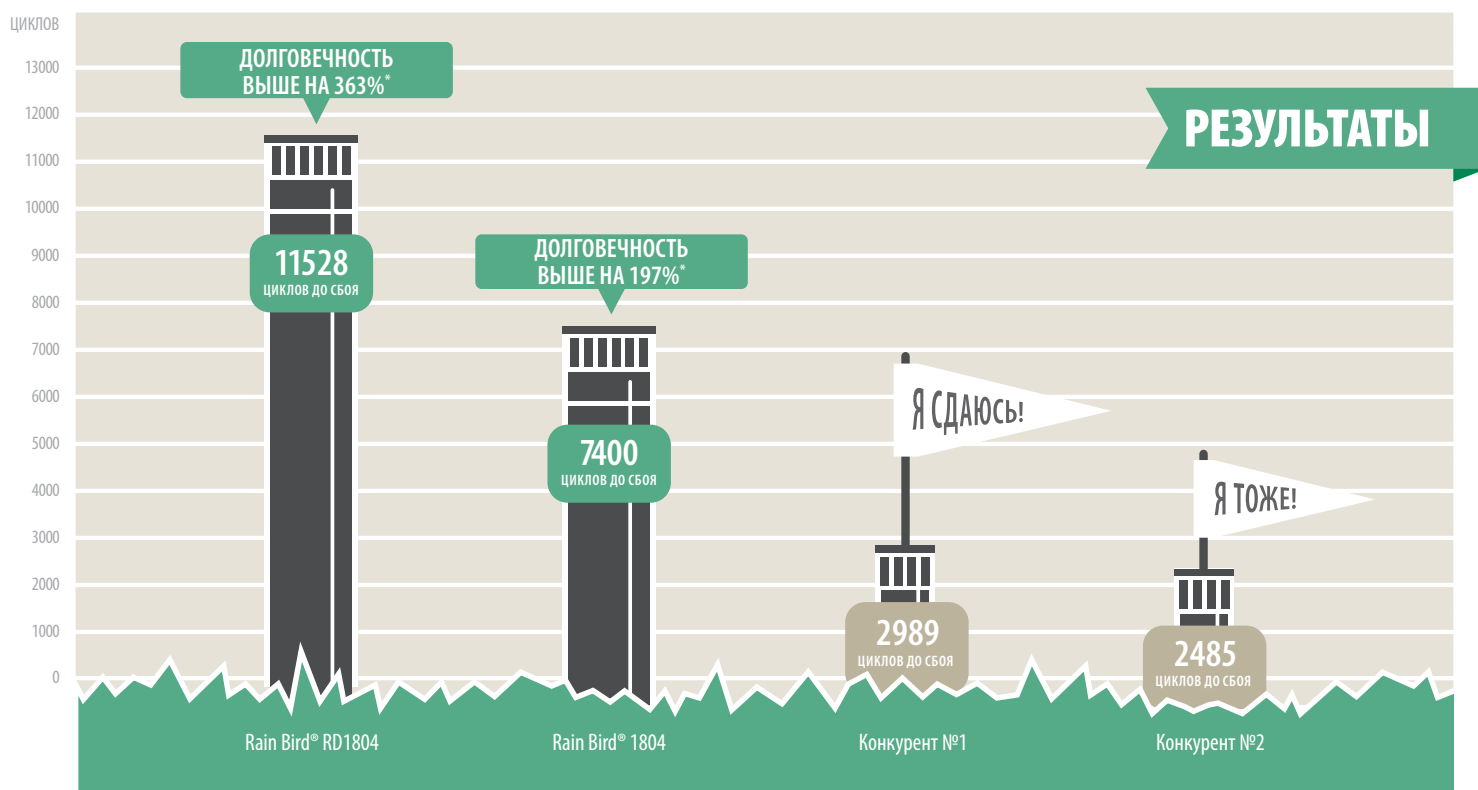 ЦИКЛОВ
13000
12000
11000
10000
9000
8000
7000
6000
5000
4000
3000
2000
1000
0
ДОЛГОВЕЧНОСТЬ
ВЫШЕ НА 363%*
РЕЗУЛЬТАТЫ
11528
ЦИКЛОВ ДО СБОЯ
ДОЛГОВЕЧНОСТЬ
ВЫШЕ НА 197%*
7400
ЦИКЛОВ ДО СБОЯ
Я СДАЮСЬ!
2989
ЦИКЛОВ ДО СБОЯ
Я ТОЖЕ!
2485
ЦИКЛОВ ДО СБОЯ
Rain Bird® RD1804
Rain Bird® 1804
Конкурент №1
Конкурент №2